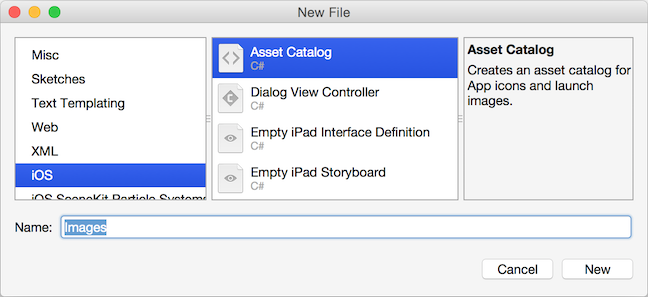 New File
Misc
Sketches
Text Templating
Web
XML
iOS
iOS SceneKit Particle Systems
Asset Catalog
C#
Dialog View Controller
C#
Empty iPad Interface Definition
C#
Empty iPad Storyboard
C#
Asset Catalog
Creates an asset catalog for
App icons and launch
images.
Name:
Images
Cancel
New